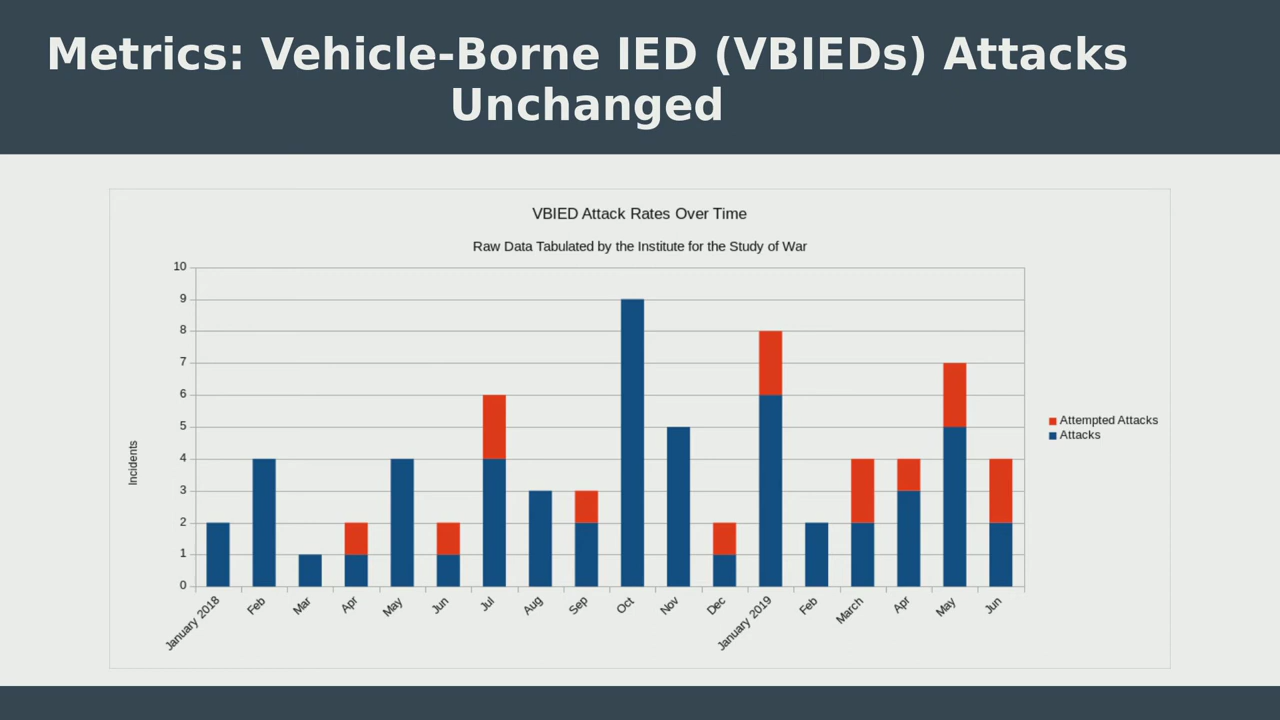 Metrics: Vehicle-Borne IED (VBIEDs) Attacks
Unchanged
VBIED Attack Rates Over Time
Raw Data Tabulated by the Institute for the Study of War
10
9
8
7
6
5
4
3
2
1
0
Incidents
January 2018
Feb
Mar
Apr
May
Jun
Jul
Aug
Sep
Oct
Nov
Dec
January 2019
Feb
March
Apr
May
Jun
Attempted Attacks
Attacks